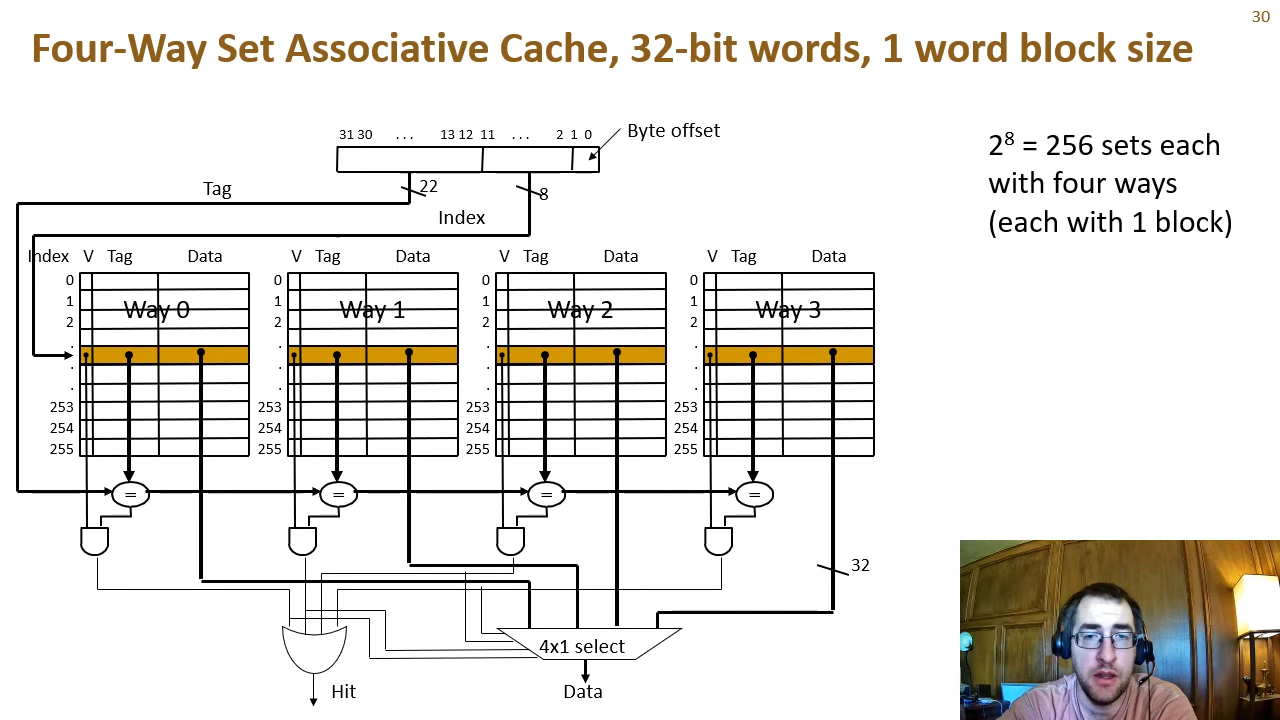 30
Four-Way Set Associative Cache, 32-bit words, 1 word block size
31 30 . . . 13 12 11 . . . 2 1 0
Byte offset
2⁸ = 256 sets each
with four ways
(each with 1 block)
Tag
22
8
Index
Index V Tag Data V Tag Data V Tag Data V Tag Data
0 0 0 0
1 Way 0 1 Way 1 1 Way 2 1 Way 3
2 2 2 2
. . . .
. . . .
. . . .
253 253 253 253
254 254 254 254
255 255 255 255
= = = =
32
4x1 select
Hit
Data